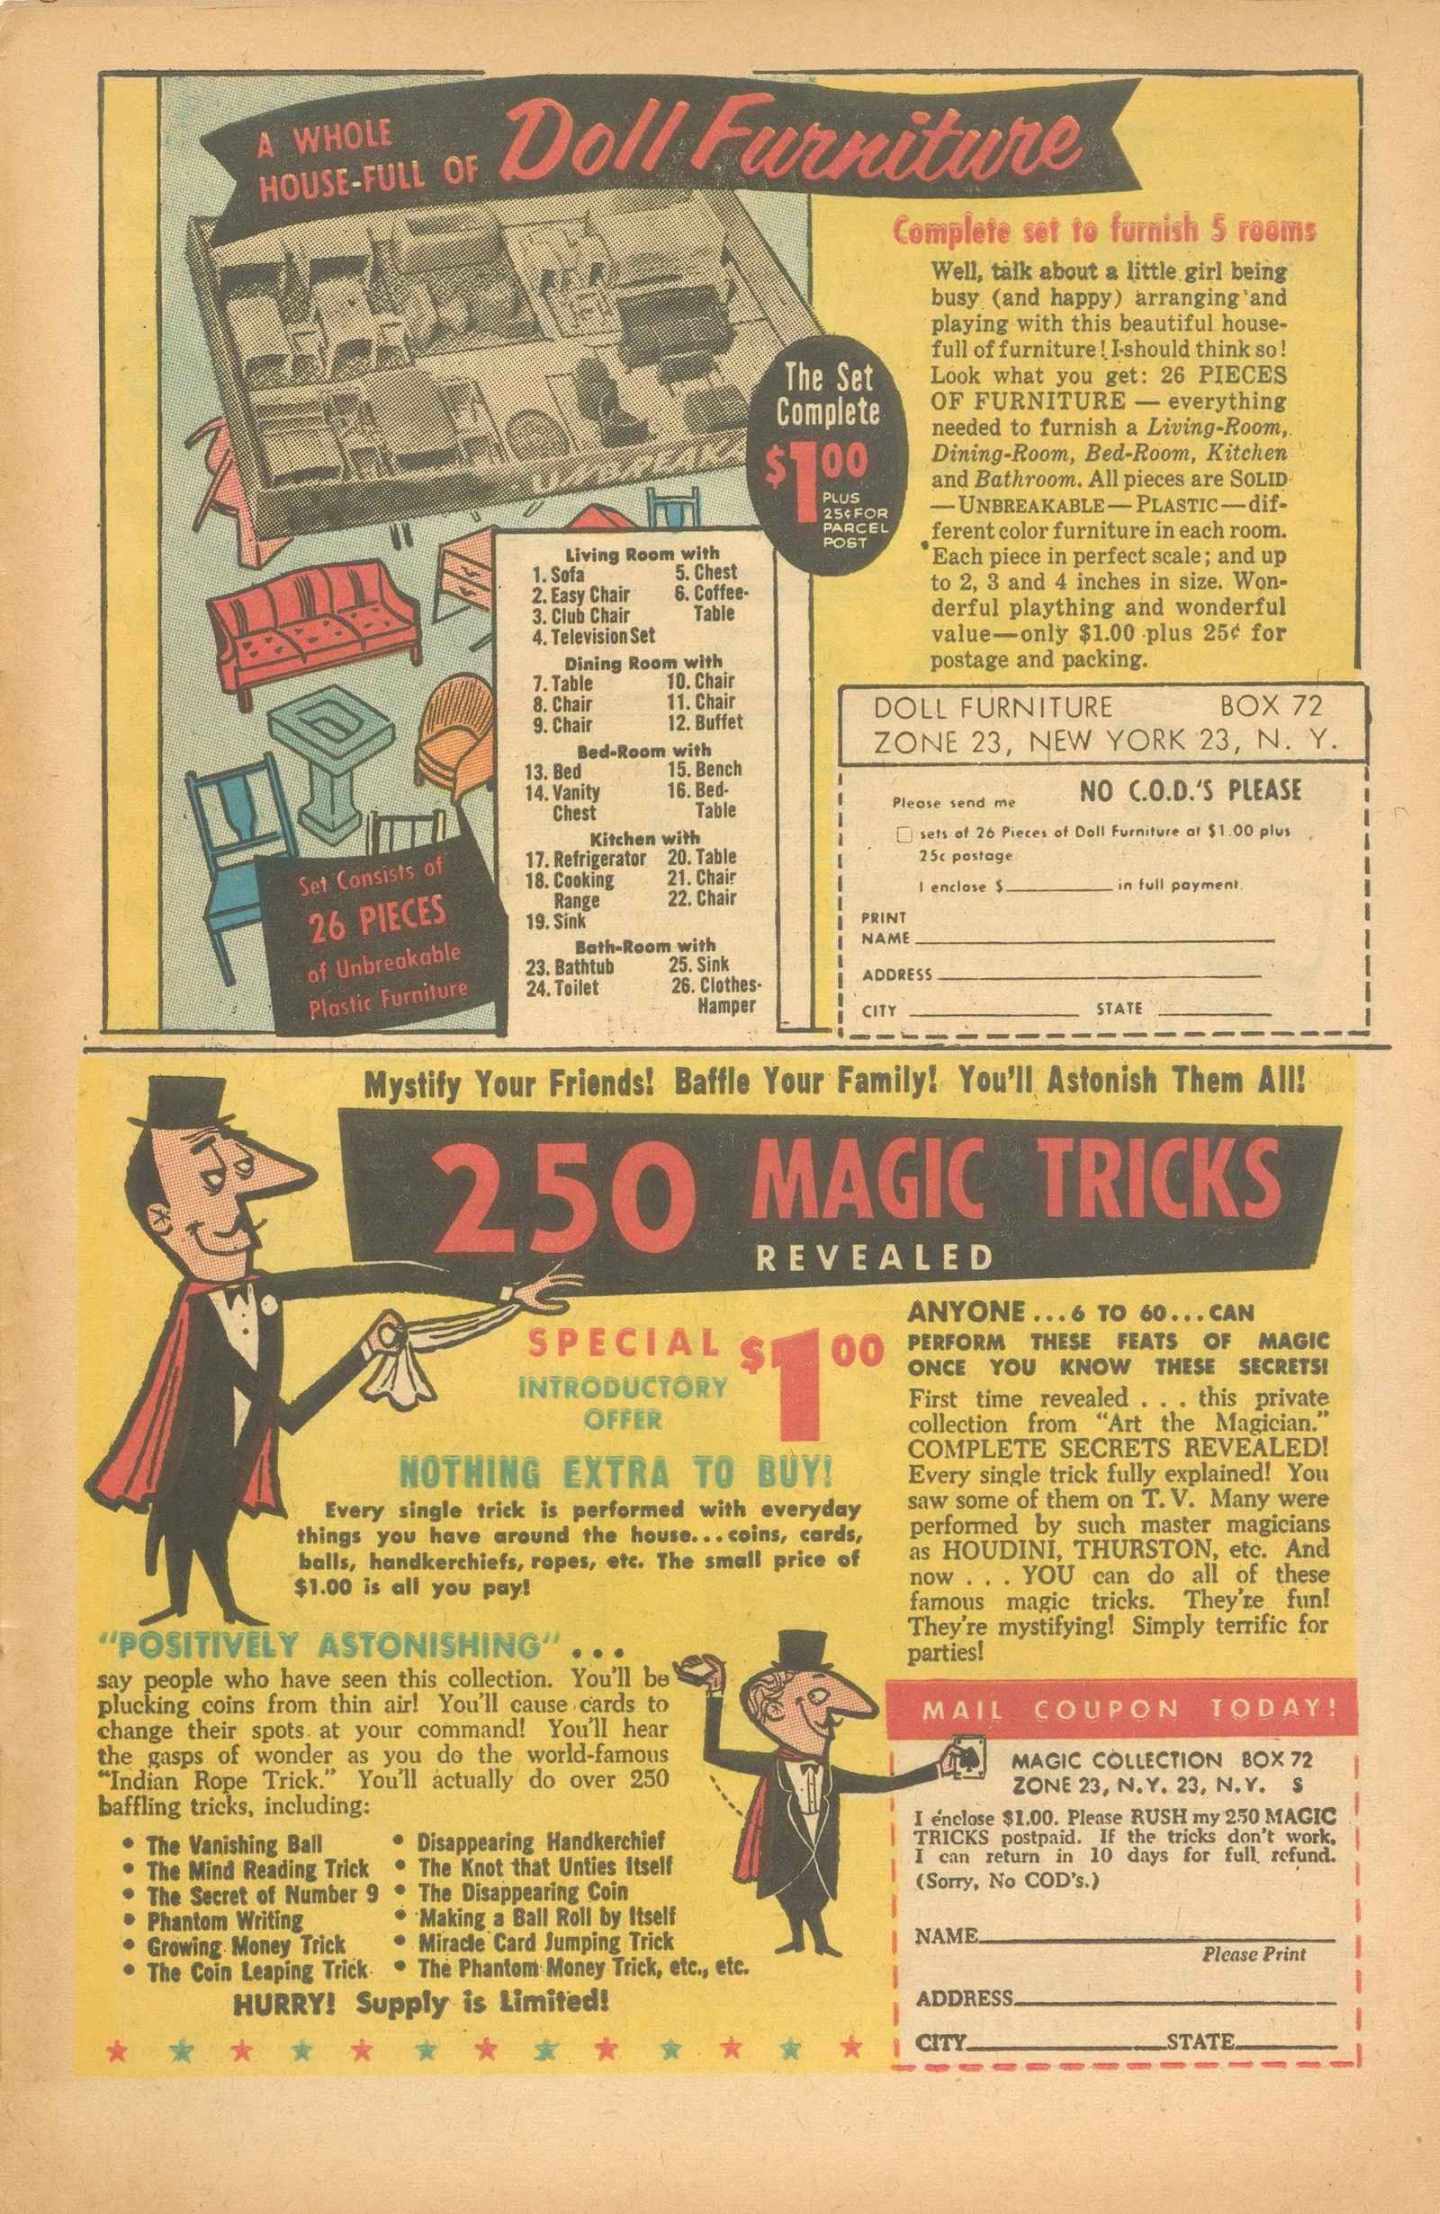 A WHOLE
HOUSE-FULL OF Doll Furniture
Complete set to furnish 5 rooms
Well, talk about a little girl being
busy (and happy) arranging and
playing with this beautiful house-
full of furniture! I should think so!
Look what you get: 26 PIECES
OF FURNITURE — everything
needed to furnish a Living-Room,
Dining-Room, Bed-Room, Kitchen
and Bathroom. All pieces are SOLID
—UNBREAKABLE—PLASTIC—dif-
ferent color furniture in each room.
Each piece in perfect scale; and up
to 2, 3 and 4 inches in size. Won-
derful plaything and wonderful
value—only $1.00 plus 25¢ for
postage and packing.
The Set
Complete
$1.00
PLUS
25¢ FOR
PARCEL
POST
Living Room with
1. Sofa 5. Chest
2. Easy Chair 6. Coffee-
3. Club Chair Table
4. Television Set
Dining Room with
7. Table 10. Chair
8. Chair 11. Chair
9. Chair 12. Buffet
Bed-Room with
13. Bed 15. Bench
14. Vanity 16. Bed-
Chest Table
Kitchen with
17. Refrigerator 20. Table
18. Cooking 21. Chair
Range 22. Chair
19. Sink
Bath-Room with
23. Bathtub 25. Sink
24. Toilet 26. Clothes-
Hamper
Set Consists of
26 PIECES
of Unbreakable
Plastic Furniture
DOLL FURNITURE BOX 72
ZONE 23, NEW YORK 23, N. Y.
NO C.O.D.'S PLEASE
Please send me
sets of 26 Pieces of Doll Furniture at $1.00 plus
25c postage
I enclose $ in full payment.
PRINT
NAME
ADDRESS
CITY STATE
Mystify Your Friends! Baffle Your Family! You'll Astonish Them All!
250 MAGIC TRICKS
REVEALED
SPECIAL $1.00
INTRODUCTORY
OFFER
NOTHING EXTRA TO BUY!
Every single trick is performed with everyday
things you have around the house...coins, cards,
balls, handkerchiefs, ropes, etc. The small price of
$1.00 is all you pay!
ANYONE...6 TO 60...CAN
PERFORM THESE FEATS OF MAGIC
ONCE YOU KNOW THESE SECRETS!
First time revealed . . . this private
collection from "Art the Magician."
COMPLETE SECRETS REVEALED!
Every single trick fully explained! You
saw some of them on T. V. Many were
performed by such master magicians
as HOUDINI, THURSTON, etc. And
now . . . YOU can do all of these
famous magic tricks. They're fun!
They're mystifying! Simply terrific for
parties!
"POSITIVELY ASTONISHING" ...
say people who have seen this collection. You'll be
plucking coins from thin air! You'll cause cards to
change their spots at your command! You'll hear
the gasps of wonder as you do the world-famous
"Indian Rope Trick." You'll actually do over 250
baffling tricks, including:
• The Vanishing Ball
• The Mind Reading Trick
• The Secret of Number 9
• Phantom Writing
• Growing Money Trick
• The Coin Leaping Trick
• Disappearing Handkerchief
• The Knot that Unties Itself
• The Disappearing Coin
• Making a Ball Roll by Itself
• Miracle Card Jumping Trick
• The Phantom Money Trick, etc., etc.
HURRY! Supply is Limited!
MAIL COUPON TODAY!
MAGIC COLLECTION BOX 72
ZONE 23, N.Y. 23, N.Y. S
I enclose $1.00. Please RUSH my 250 MAGIC
TRICKS postpaid. If the tricks don't work,
I can return in 10 days for full refund.
(Sorry, No COD's.)
NAME
Please Print
ADDRESS
CITY STATE